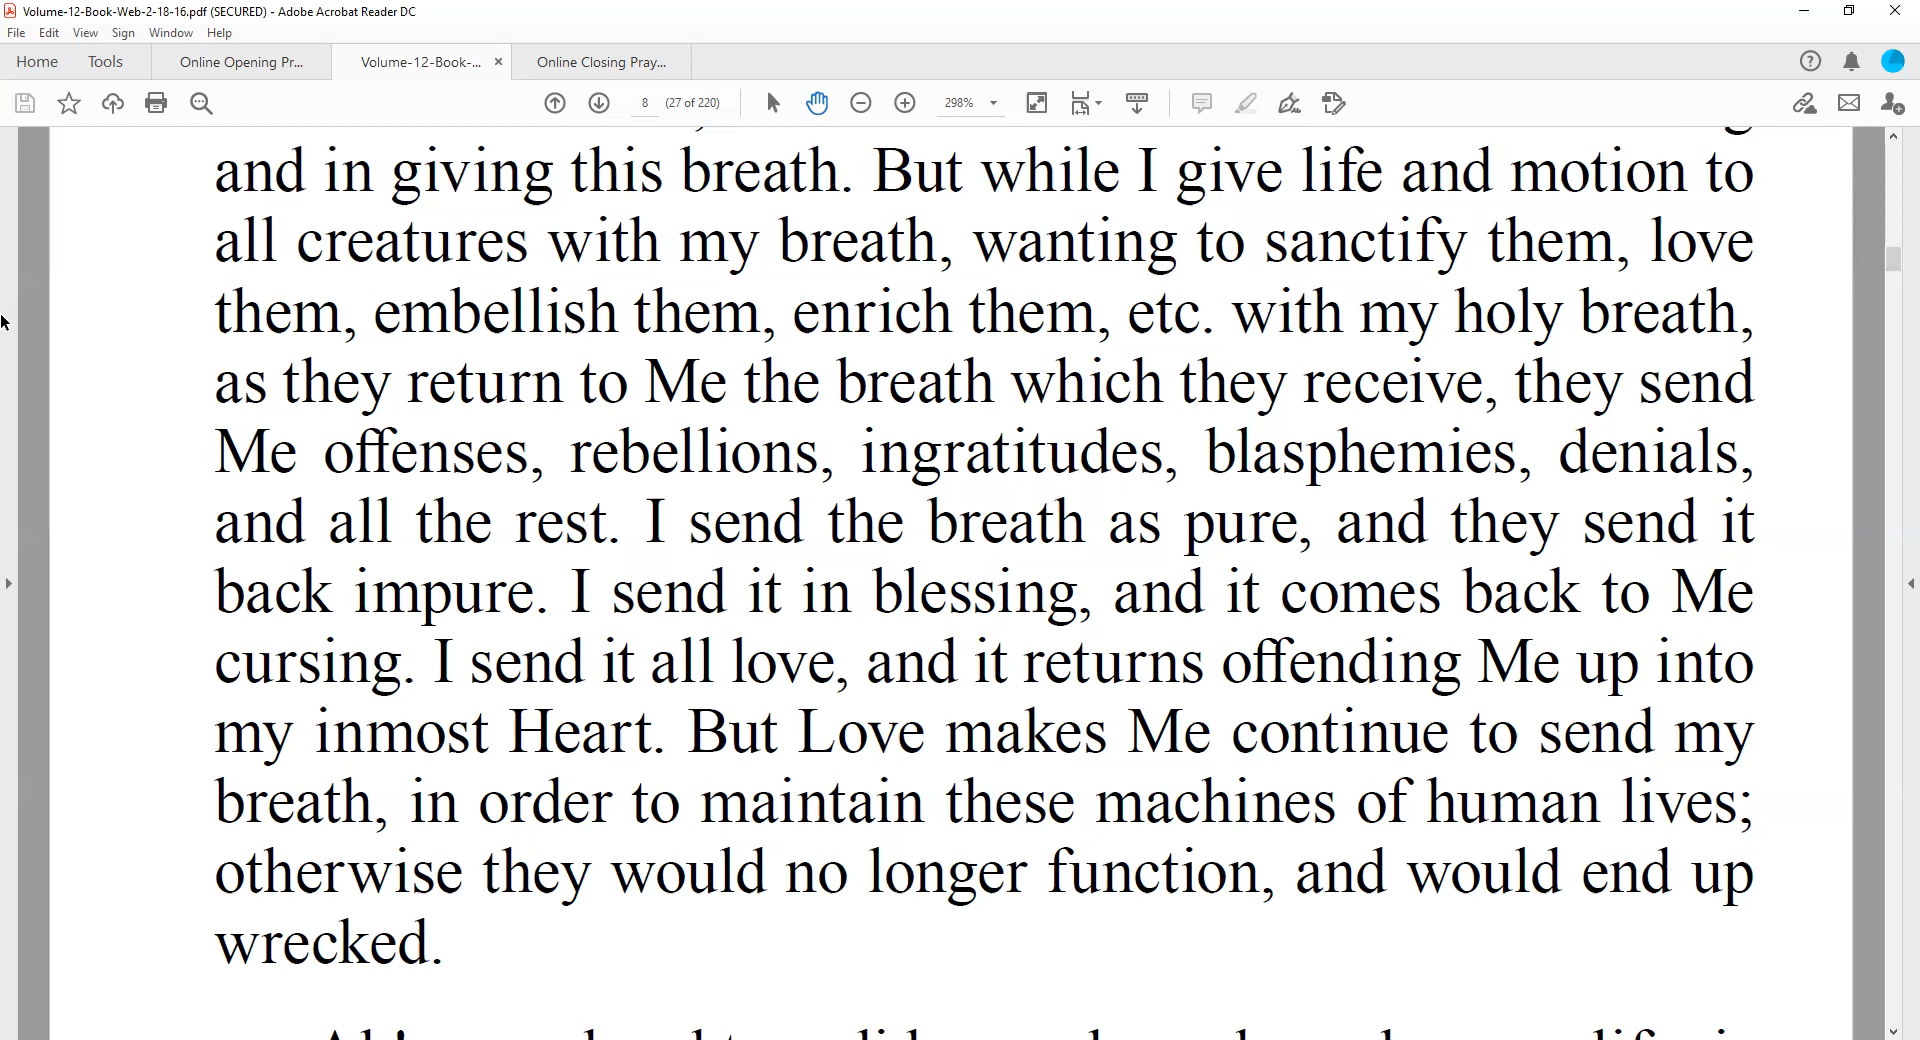 Volume-12-Book-Web-2-18-16.pdf (SECURED) - Adobe Acrobat Reader DC
File Edit View Sign Window Help
Home Tools Online Opening Pr... Volume-12-Book-... × Online Closing Pray...
8 (27 of 220) 298%
and in giving this breath. But while I give life and motion to
all creatures with my breath, wanting to sanctify them, love
them, embellish them, enrich them, etc. with my holy breath,
as they return to Me the breath which they receive, they send
Me offenses, rebellions, ingratitudes, blasphemies, denials,
and all the rest. I send the breath as pure, and they send it
back impure. I send it in blessing, and it comes back to Me
cursing. I send it all love, and it returns offending Me up into
my inmost Heart. But Love makes Me continue to send my
breath, in order to maintain these machines of human lives;
otherwise they would no longer function, and would end up
wrecked.